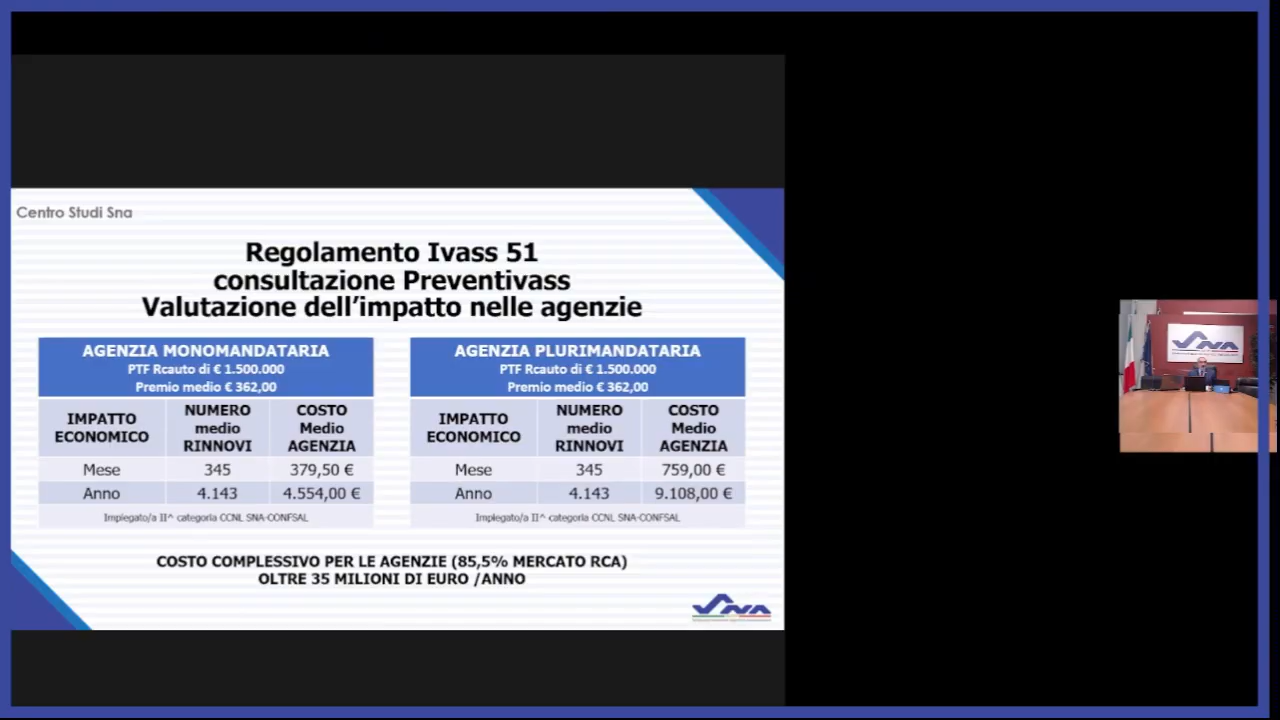 Centro Studi Sna
Regolamento Ivass 51
consultazione Preventivass
Valutazione dell'impatto nelle agenzie
AGENZIA MONOMANDATARIA
PTF Rcauto di € 1.500.000
Premio medio € 362,00
IMPATTO ECONOMICO NUMERO medio RINNOVI COSTO Medio AGENZIA
Mese 345 379,50 €
Anno 4.143 4.554,00 €
Impiegato/a II^ categoria CCNL SNA-CONFSAL
AGENZIA PLURIMANDATARIA
PTF Rcauto di € 1.500.000
Premio medio € 362,00
IMPATTO ECONOMICO NUMERO medio RINNOVI COSTO Medio AGENZIA
Mese 345 759,00 €
Anno 4.143 9.108,00 €
Impiegato/a II^ categoria CCNL SNA-CONFSAL
COSTO COMPLESSIVO PER LE AGENZIE (85,5% MERCATO RCA)
OLTRE 35 MILIONI DI EURO /ANNO
SNA
SNA